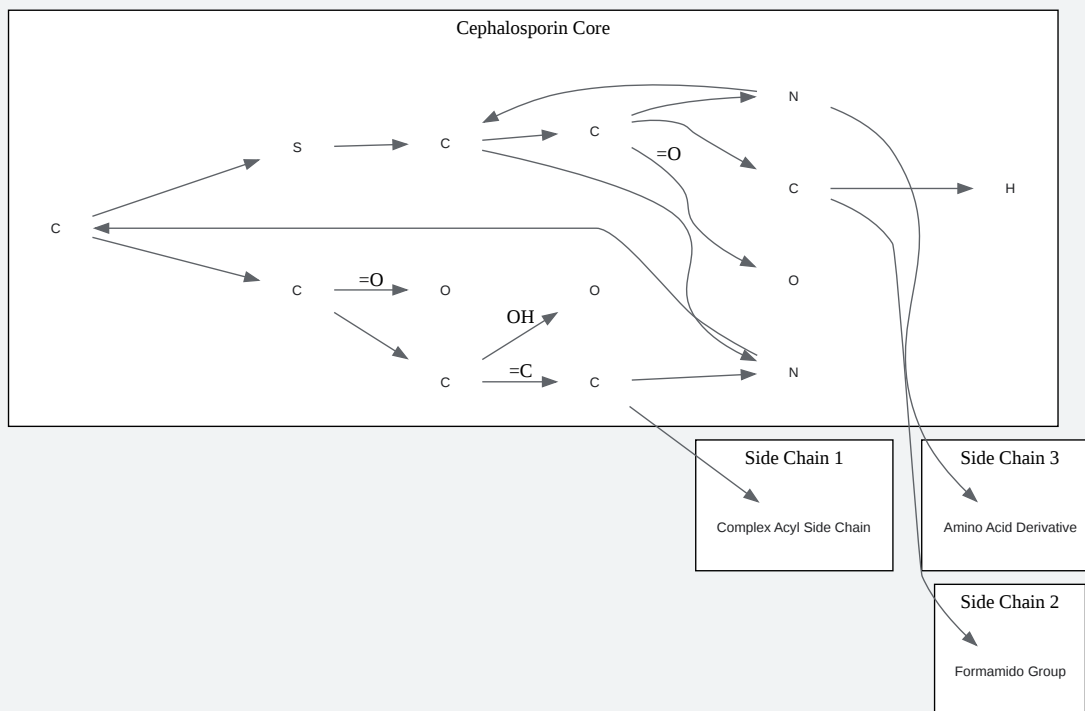 Cephalosporin Core
N
C
C
S
=O
C
H
C
O
=O
C
O
O
OH
=C
C
C
N
Side Chain 1
Side Chain 3
Complex Acyl Side Chain
Amino Acid Derivative
Side Chain 2
Formamido Group